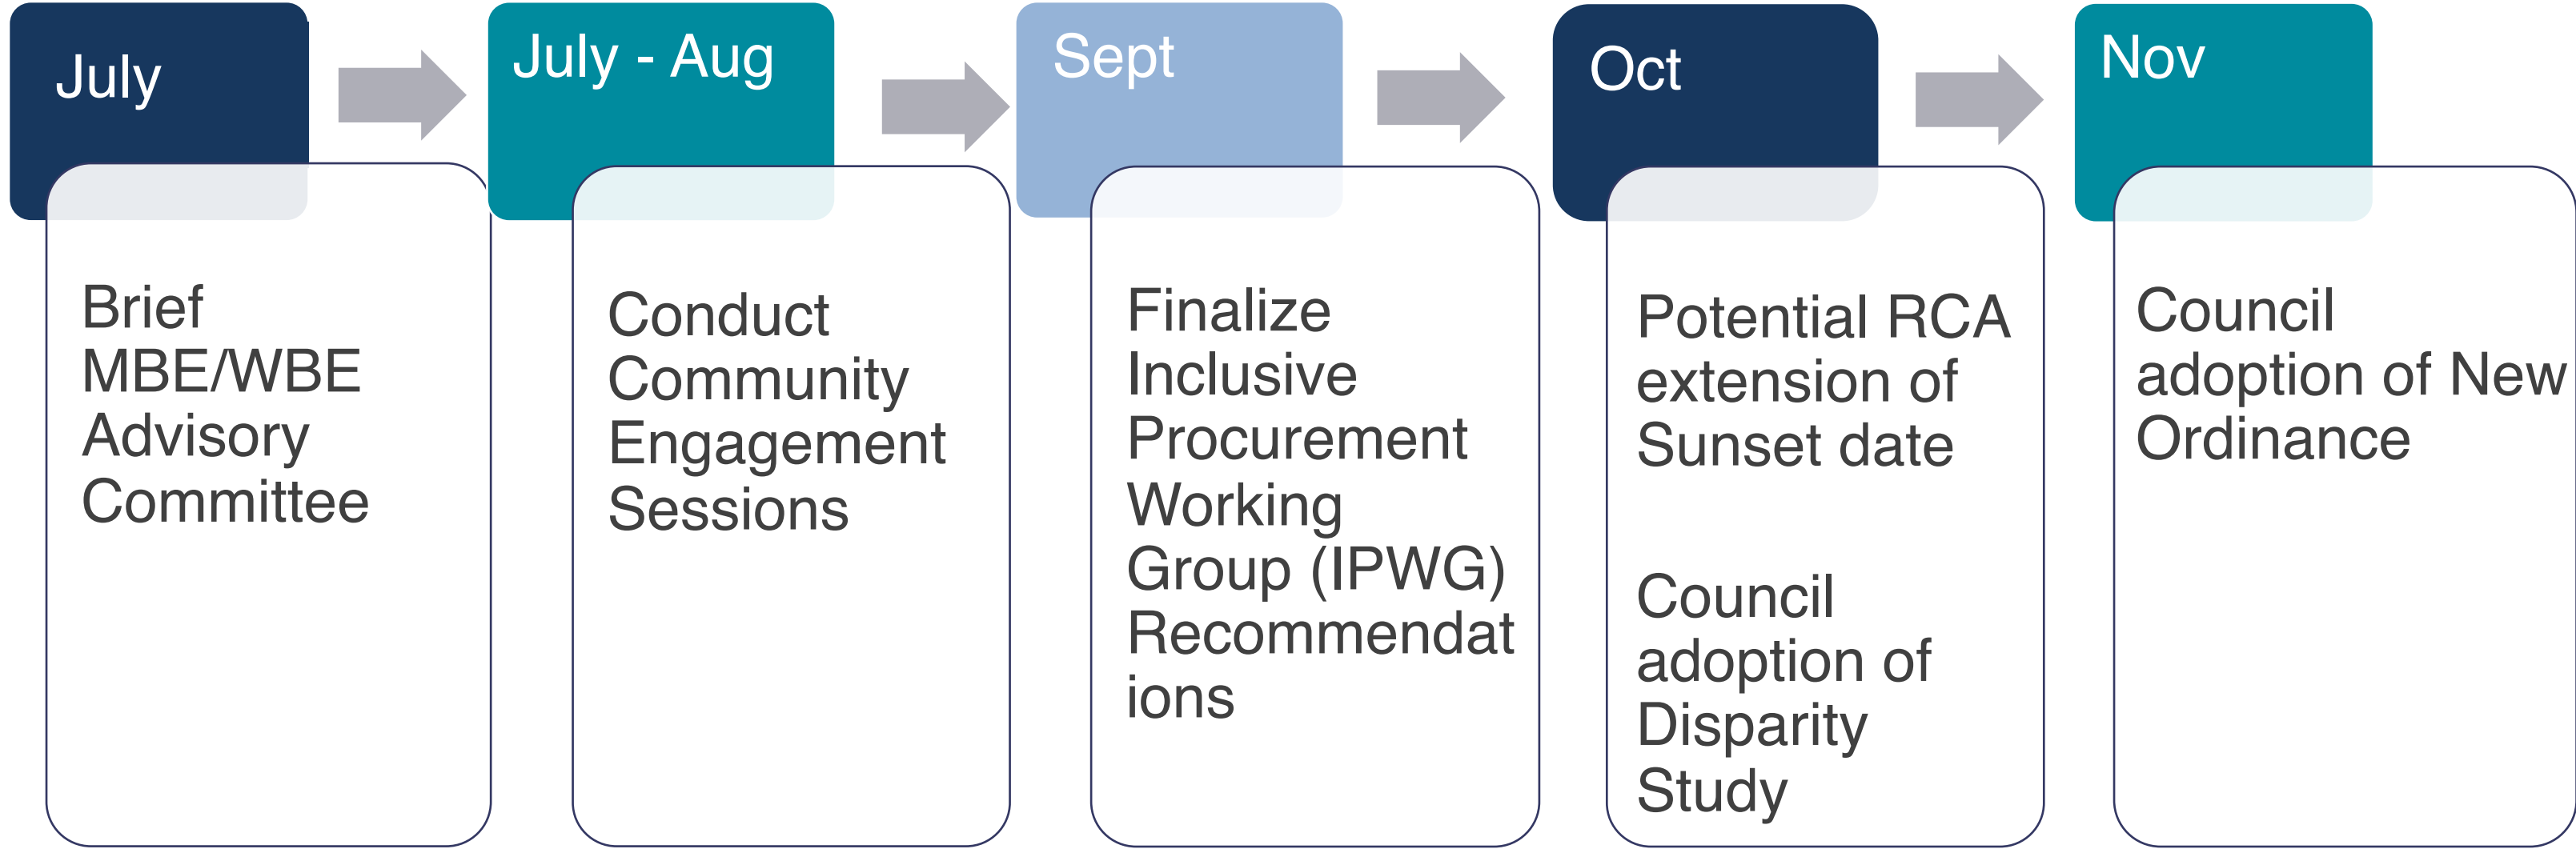 July
Brief
MBE/WBE
Advisory
Committee
July - Aug
Conduct
Community
Engagement
Sessions
Sept
Finalize
Inclusive
Procurement
Working
Group (IPWG)
Recommendat
ions
Oct
Potential RCA
extension of
Sunset date
Council
adoption of
Disparity
Study
Nov
Council
adoption of New
Ordinance